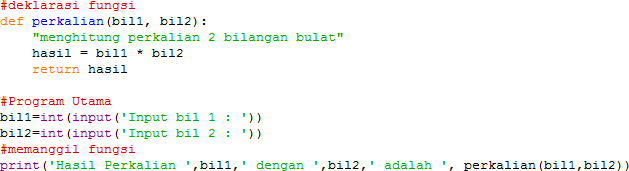 #deklarasi fungsi
def perkalian(bil1, bil2):
    "menghitung perkalian 2 bilangan bulat"
    hasil = bil1 * bil2
    return hasil

#Program Utama
bil1=int(input('Input bil 1 : '))
bil2=int(input('Input bil 2 : '))
#memanggil fungsi
print('Hasil Perkalian ',bil1,' dengan ',bil2,' adalah ', perkalian(bil1,bil2))